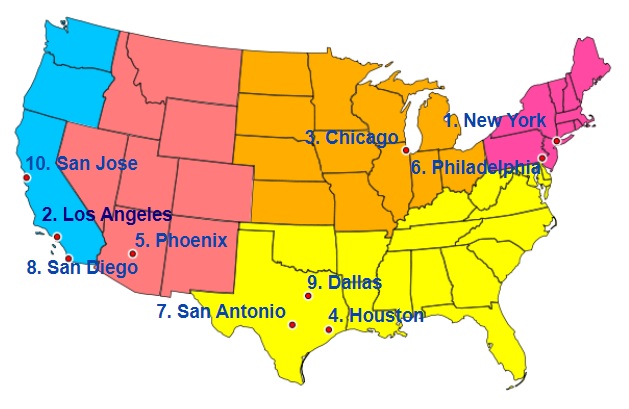 1. New York
3. Chicago
10. San Jose
6. Philadelphia
2. Los Angeles
5. Phoenix
8. San Diego
9. Dallas
7. San Antonio
4. Houston